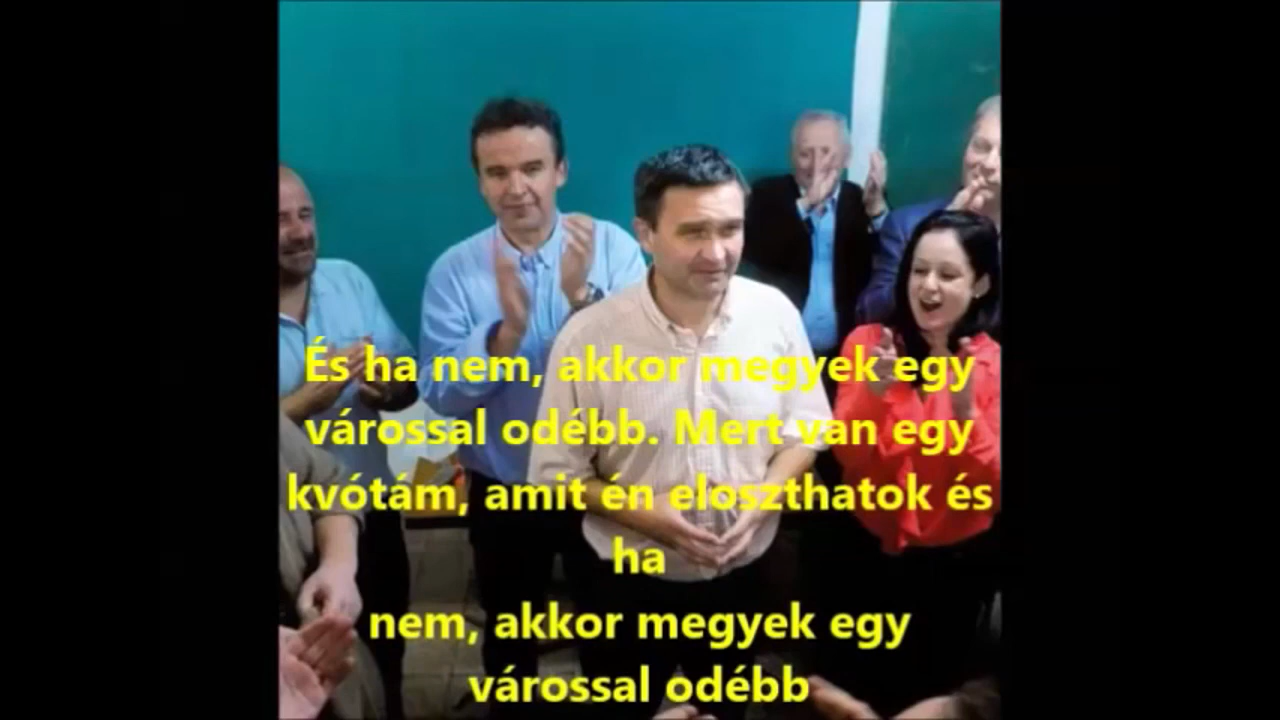 És ha nem, akkor megyek egy
várossal odébb. Mert van egy
kvótám, amit én eloszthatok és
ha
nem, akkor megyek egy
várossal odébb